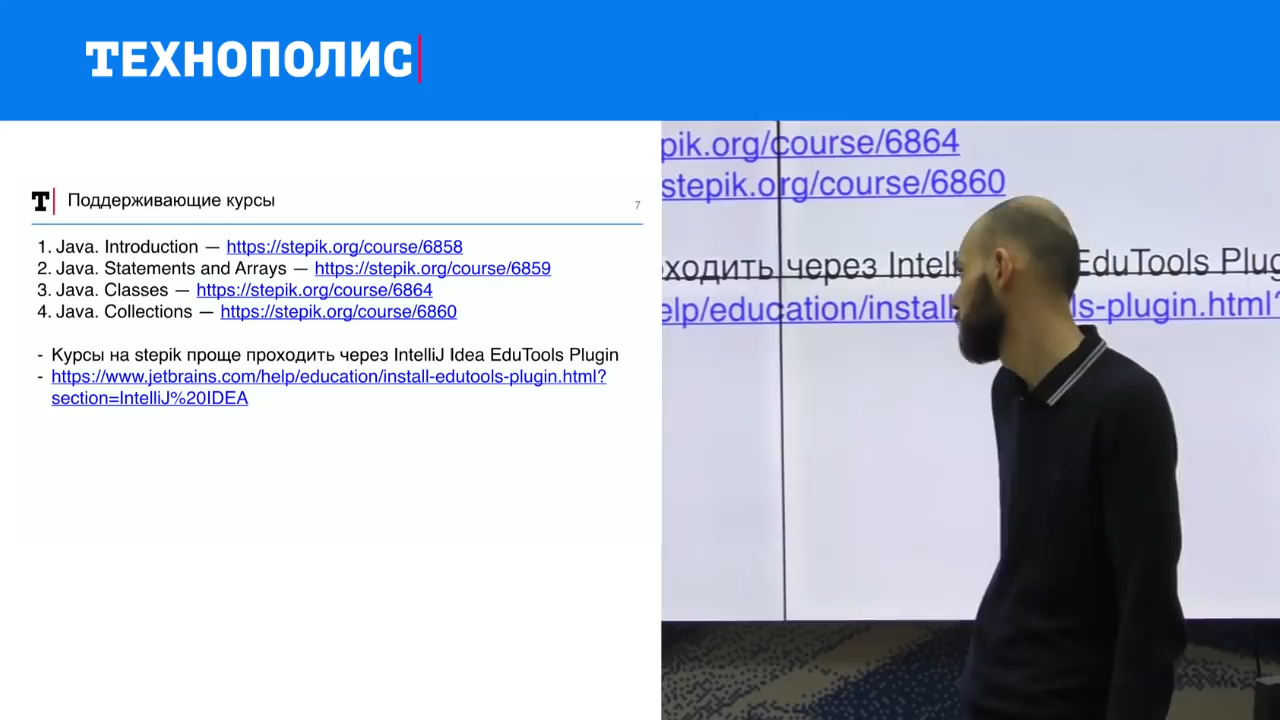 ТЕХНОПОЛИС
Т Поддерживающие курсы
7
1. Java. Introduction — https://stepik.org/course/6858
2. Java. Statements and Arrays — https://stepik.org/course/6859
3. Java. Classes — https://stepik.org/course/6864
4. Java. Collections — https://stepik.org/course/6860
- Курсы на stepik проще проходить через IntelliJ Idea EduTools Plugin
- https://www.jetbrains.com/help/education/install-edutools-plugin.html?
section=IntelliJ%20IDEA
pik.org/course/6864
stepik.org/course/6860
ходить через Intell EduTools Plug
elp/education/install ls-plugin.html?